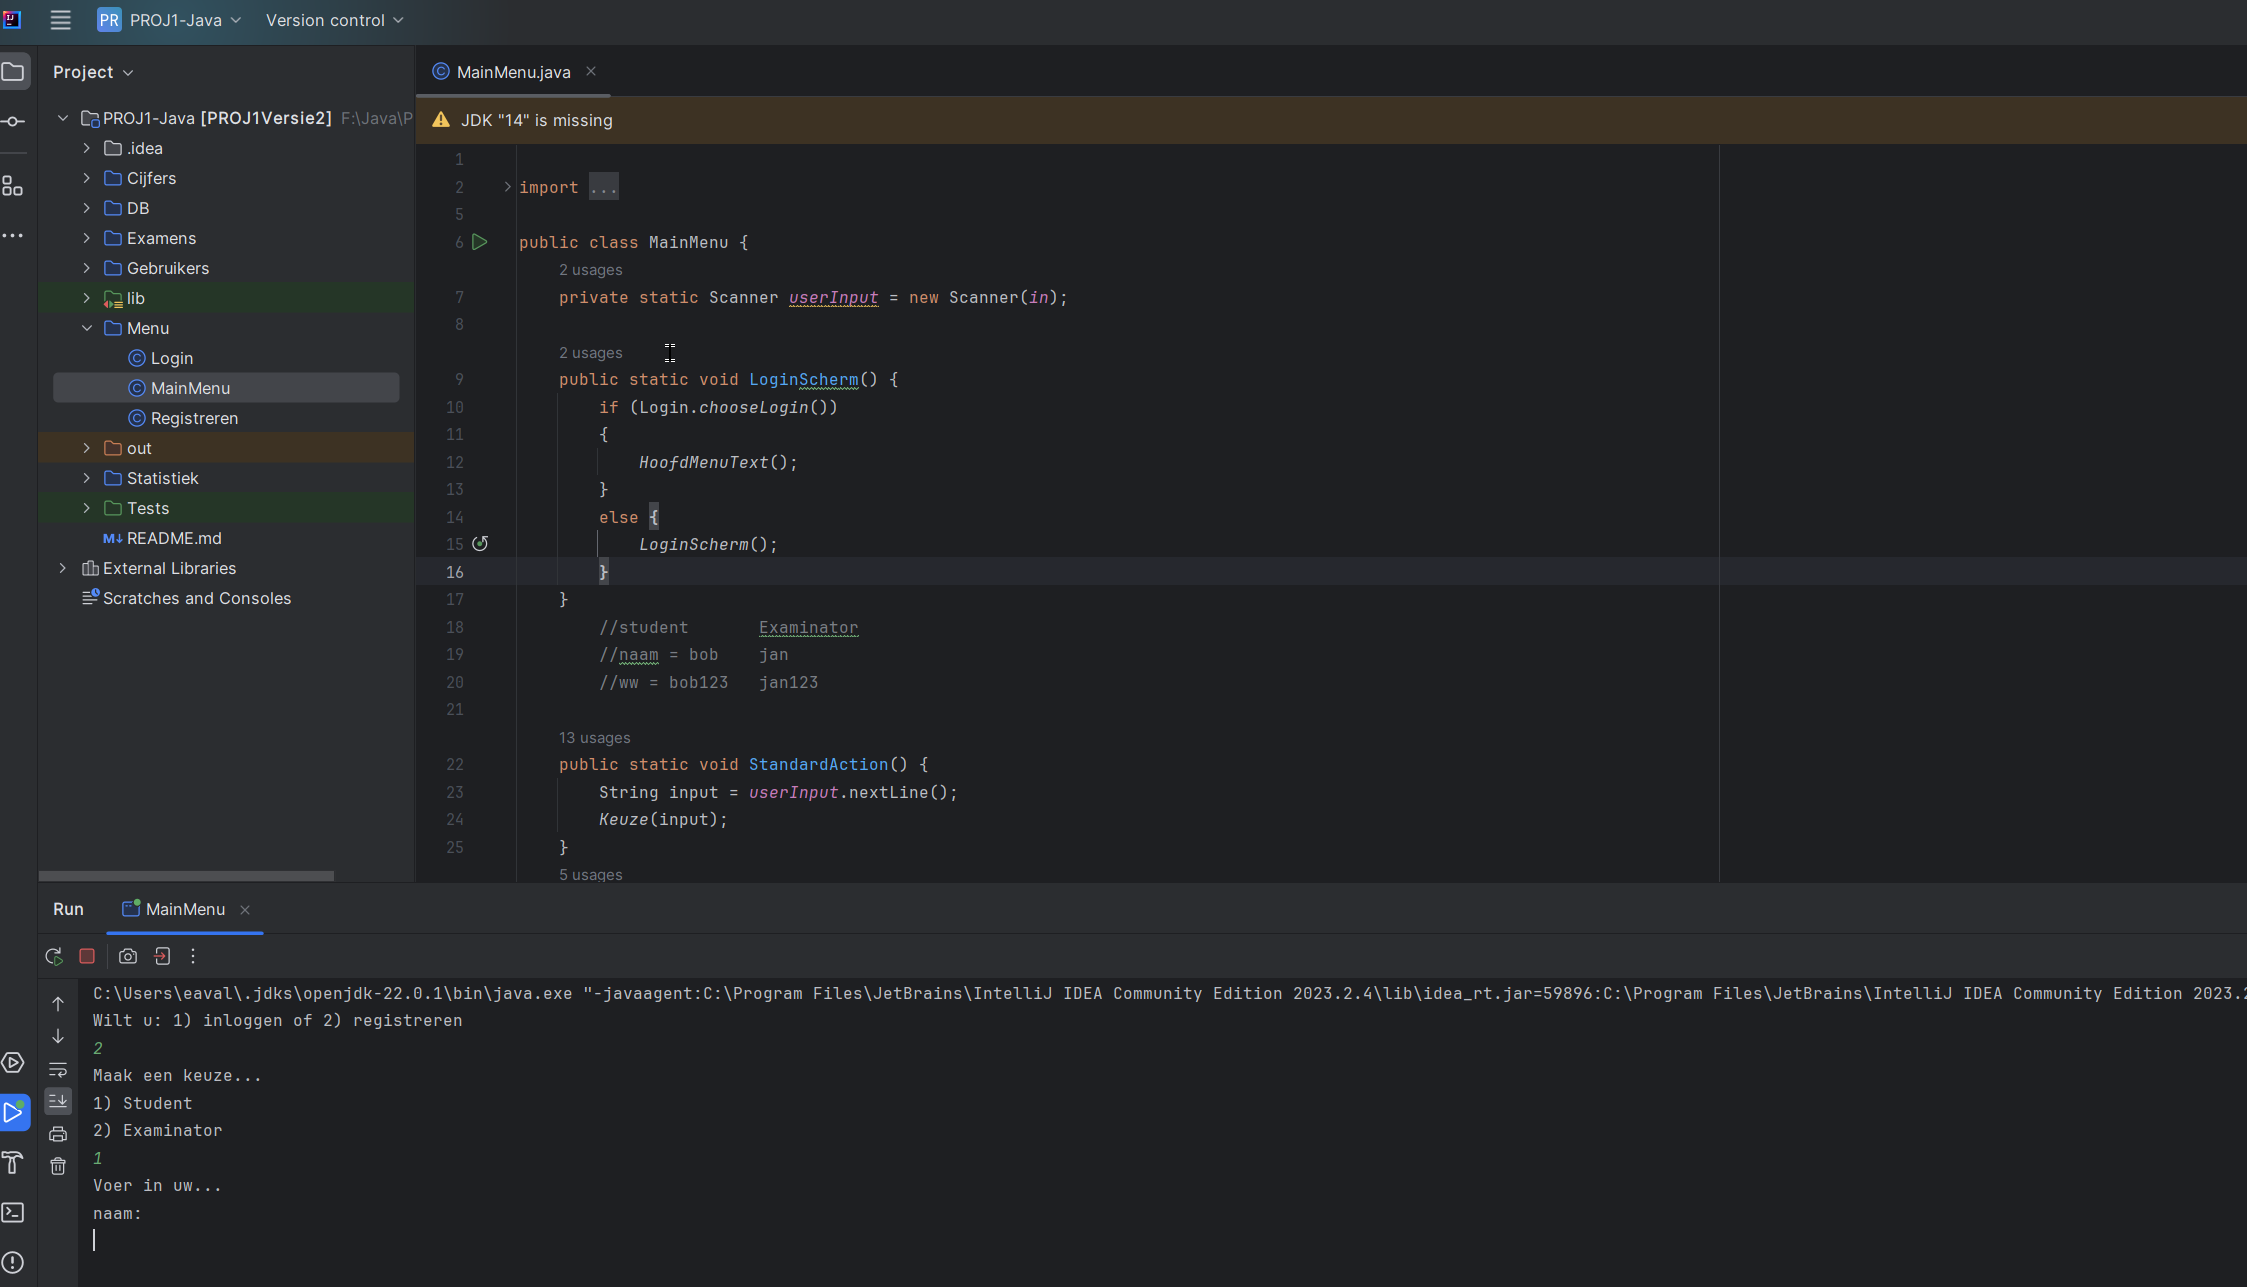 PR PROJ1-Java Version control
Project
MainMenu.java
PROJ1-Java [PROJ1Versie2] F:\Java\P
.idea
Cijfers
DB
Examens
Gebruikers
lib
Menu
Login
MainMenu
Registreren
out
Statistiek
Tests
M↓ README.md
External Libraries
Scratches and Consoles
JDK "14" is missing
1
2 import ...
5
6 public class MainMenu {
2 usages
7 private static Scanner userInput = new Scanner(in);
8
2 usages
9 public static void LoginScherm() {
10 if (Login.chooseLogin())
11 {
12 HoofdMenuText();
13 }
14 else {
15 LoginScherm();
16 }
17 }
18 //student Examinator
19 //naam = bob jan
20 //ww = bob123 jan123
21
13 usages
22 public static void StandardAction() {
23 String input = userInput.nextLine();
24 Keuze(input);
25 }
5 usages
Run MainMenu
C:\Users\eaval\.jdks\openjdk-22.0.1\bin\java.exe "-javaagent:C:\Program Files\JetBrains\IntelliJ IDEA Community Edition 2023.2.4\lib\idea_rt.jar=59896:C:\Program Files\JetBrains\IntelliJ IDEA Community Edition 2023.2
Wilt u: 1) inloggen of 2) registreren
2
Maak een keuze...
1) Student
2) Examinator
1
Voer in uw...
naam: